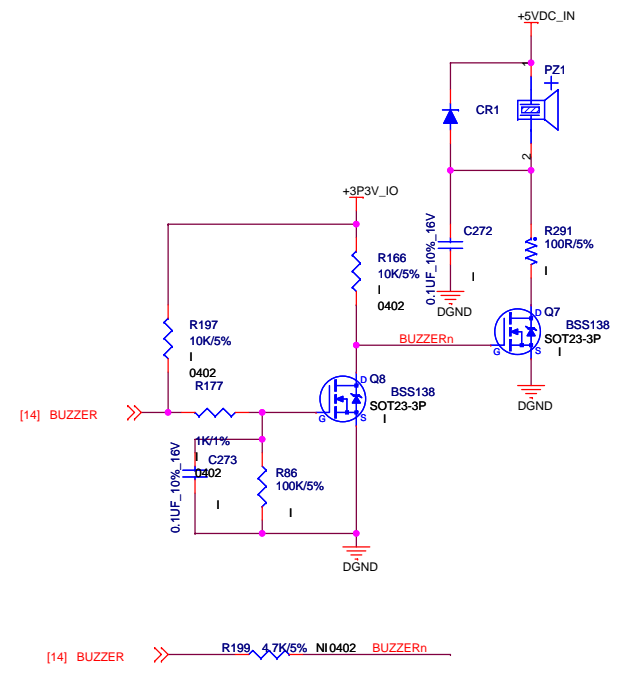 +5VDC_IN
1
PZ1
+
CR1
2
+3P3V_IO
C272
0.1UF_10%_16V
I
DGND
R291
100R/5%
I
R166
10K/5%
I
0402
R197
10K/5%
I
0402
R177
BUZZERn
D Q7
BSS138
SOT23-3P
I
G
S
DGND
D Q8
BSS138
SOT23-3P
I
G
S
[14] BUZZER
1K/1%
I
0402
C273
0.1UF_10%_16V
I
R86
100K/5%
I
DGND
[14] BUZZER
R199 4.7K/5% NI 0402 BUZZERn